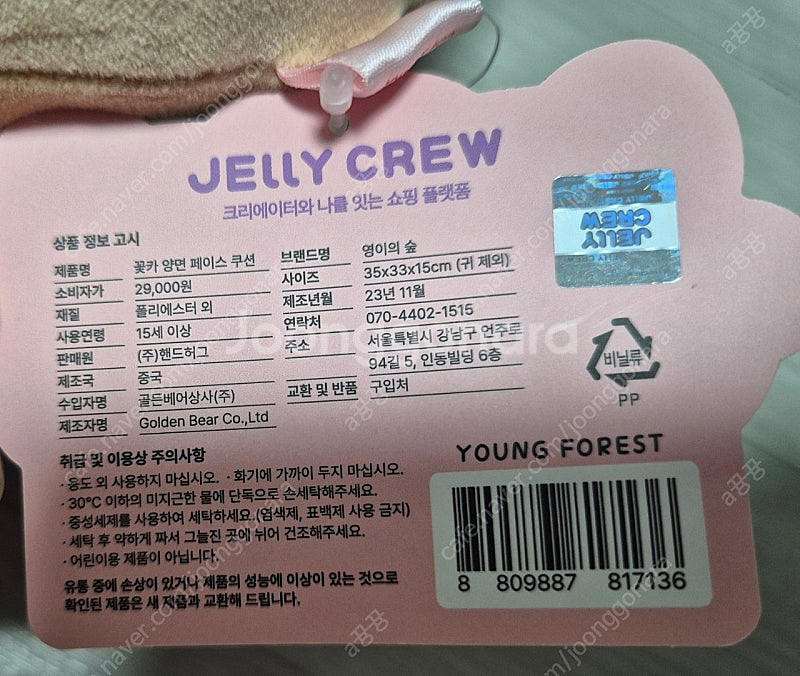 JELLY CREW
크리에이터와 나를 잇는 쇼핑 플랫폼
JELLY CREW
상품 정보 고시
제품명 꽃카 양면 페이스 쿠션
소비자가 29,000원
재질 폴리에스터 외
사용연령 15세 이상
판매원 (주)핸드허그
제조국 중국
수입자명 골든베어상사(주)
제조자명 Golden Bear Co.,Ltd
브랜드명 영이의 숲
사이즈 35x33x15cm (귀 제외)
제조년월 23년 11월
연락처 070-4402-1515
주소 서울특별시 강남구 언주로
94길 5, 인동빌딩 6층
교환 및 반품 구입처
비닐류
PP
취급 및 이용상 주의사항
· 용도 외 사용하지 마십시오. · 화기에 가까이 두지 마십시오.
· 30℃ 이하의 미지근한 물에 단독으로 손세탁해주세요.
· 중성세제를 사용하여 세탁하세요.(염색제, 표백제 사용 금지)
· 세탁 후 약하게 짜서 그늘진 곳에 뉘어 건조해주세요.
· 어린이용 제품이 아닙니다.
유통 중에 손상이 있거나 제품의 성능에 이상이 있는 것으로
확인된 제품은 새 제품과 교환해 드립니다.
YOUNG FOREST
8 809887 817136
Joonggonara
cafe.naver.com/joonggonara
a꿍꿍